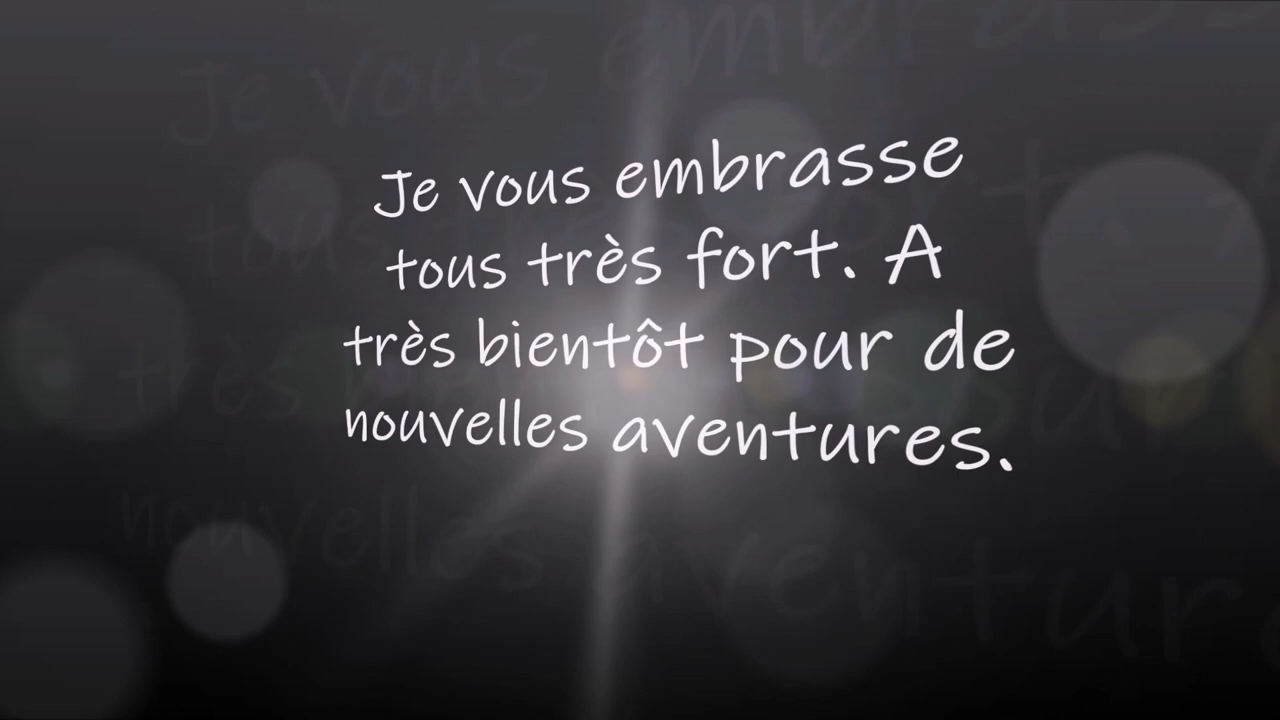 Je vous embrasse
tous très fort. A
très bientôt pour de
nouvelles aventures.